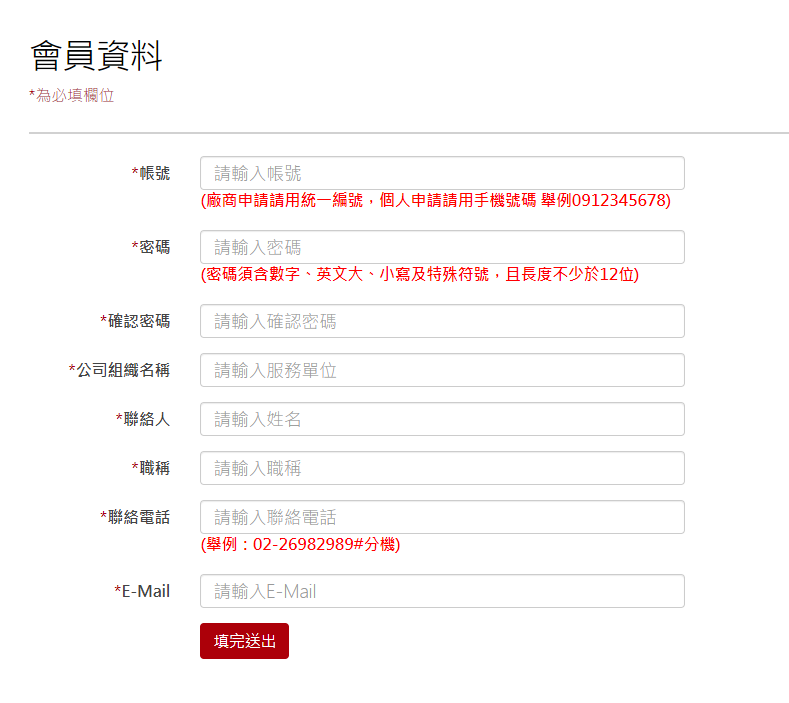 會員資料
*為必填欄位
*帳號 請輸入帳號
(廠商申請請用統一編號，個人申請請用手機號碼 舉例0912345678)
*密碼 請輸入密碼
(密碼須含數字、英文大、小寫及特殊符號，且長度不少於12位)
*確認密碼 請輸入確認密碼
*公司組織名稱 請輸入服務單位
*聯絡人 請輸入姓名
*職稱 請輸入職稱
*聯絡電話 請輸入聯絡電話
(舉例：02-26982989#分機)
*E-Mail 請輸入E-Mail
填完送出